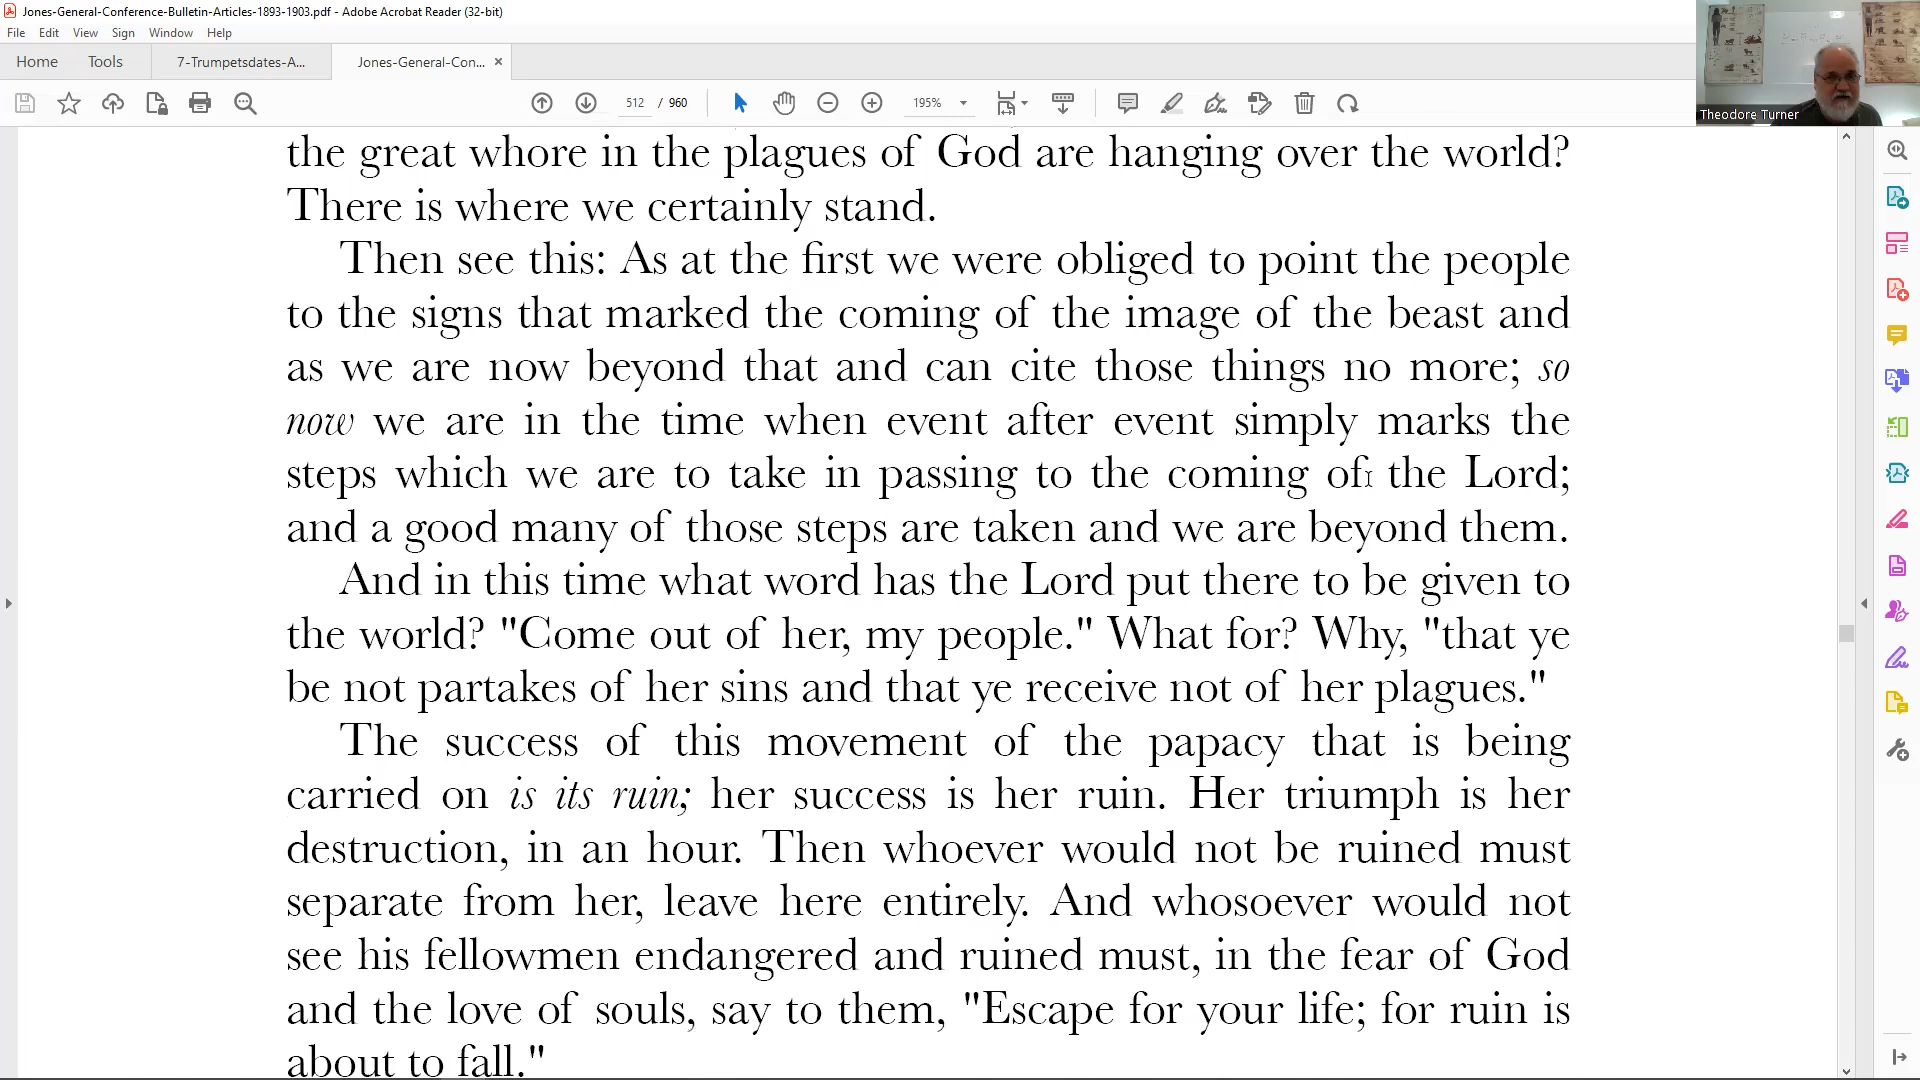 Jones-General-Conference-Bulletin-Articles-1893-1903.pdf - Adobe Acrobat Reader (32-bit)
File Edit View Sign Window Help
Home Tools 7-Trumpetsdates-A... Jones-General-Con... ×
512 / 960 195%
Theodore Turner
the great whore in the plagues of God are hanging over the world?
There is where we certainly stand.
Then see this: As at the first we were obliged to point the people
to the signs that marked the coming of the image of the beast and
as we are now beyond that and can cite those things no more; so
now we are in the time when event after event simply marks the
steps which we are to take in passing to the coming of the Lord;
and a good many of those steps are taken and we are beyond them.
And in this time what word has the Lord put there to be given to
the world? "Come out of her, my people." What for? Why, "that ye
be not partakes of her sins and that ye receive not of her plagues."
The success of this movement of the papacy that is being
carried on is its ruin; her success is her ruin. Her triumph is her
destruction, in an hour. Then whoever would not be ruined must
separate from her, leave here entirely. And whosoever would not
see his fellowmen endangered and ruined must, in the fear of God
and the love of souls, say to them, "Escape for your life; for ruin is
about to fall."